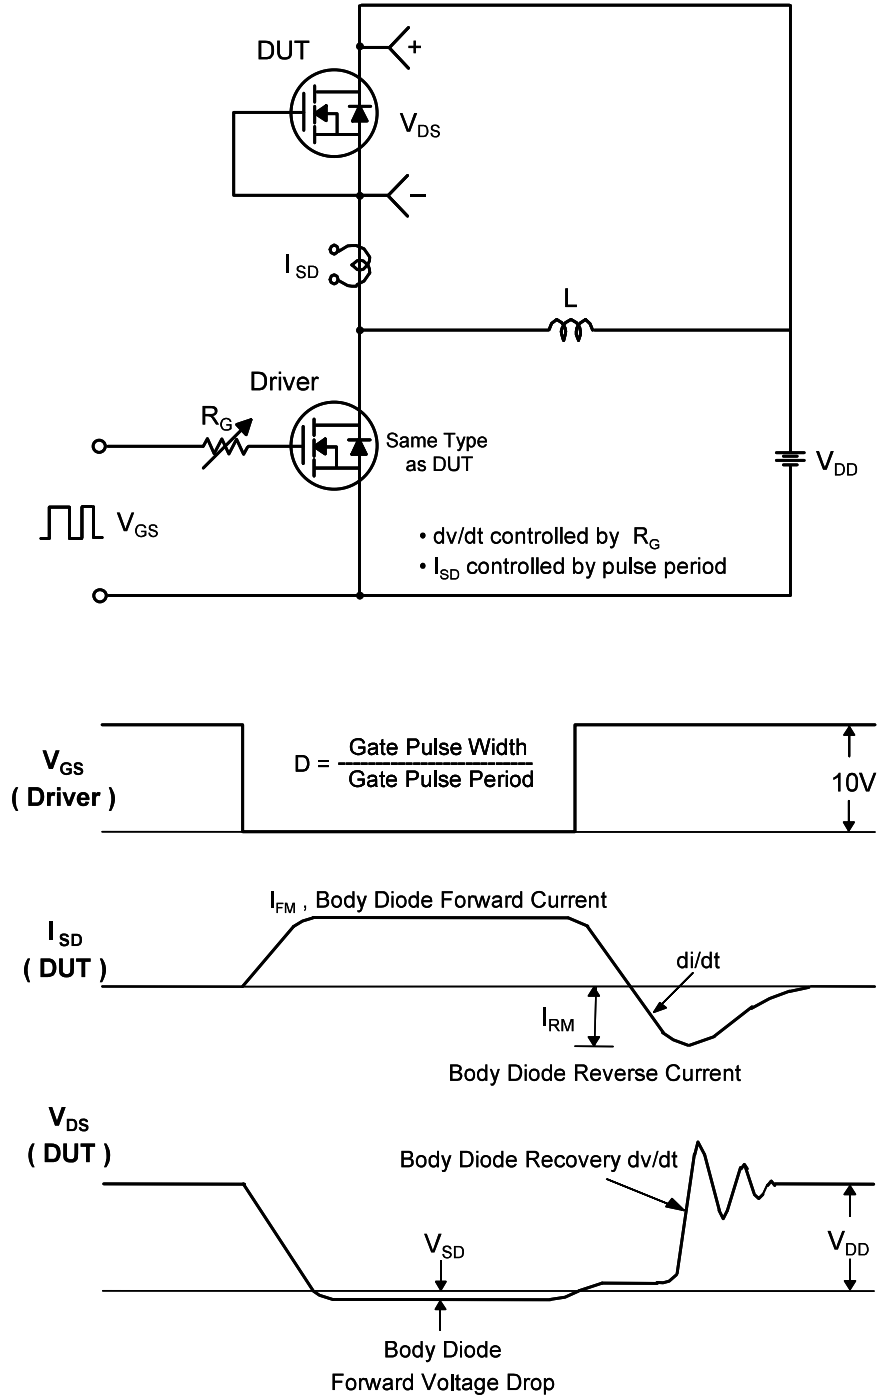 DUT
+
V_DS
−
I_SD
L
Driver
R_G
Same Type
as DUT
V_DD
V_GS
• dv/dt controlled by R_G
• I_SD controlled by pulse period
V_GS
( Driver )
D = Gate Pulse Width
--------------------------
Gate Pulse Period
10V
I_FM , Body Diode Forward Current
I_SD
( DUT )
di/dt
I_RM
Body Diode Reverse Current
V_DS
( DUT )
Body Diode Recovery dv/dt
V_SD
V_DD
Body Diode
Forward Voltage Drop